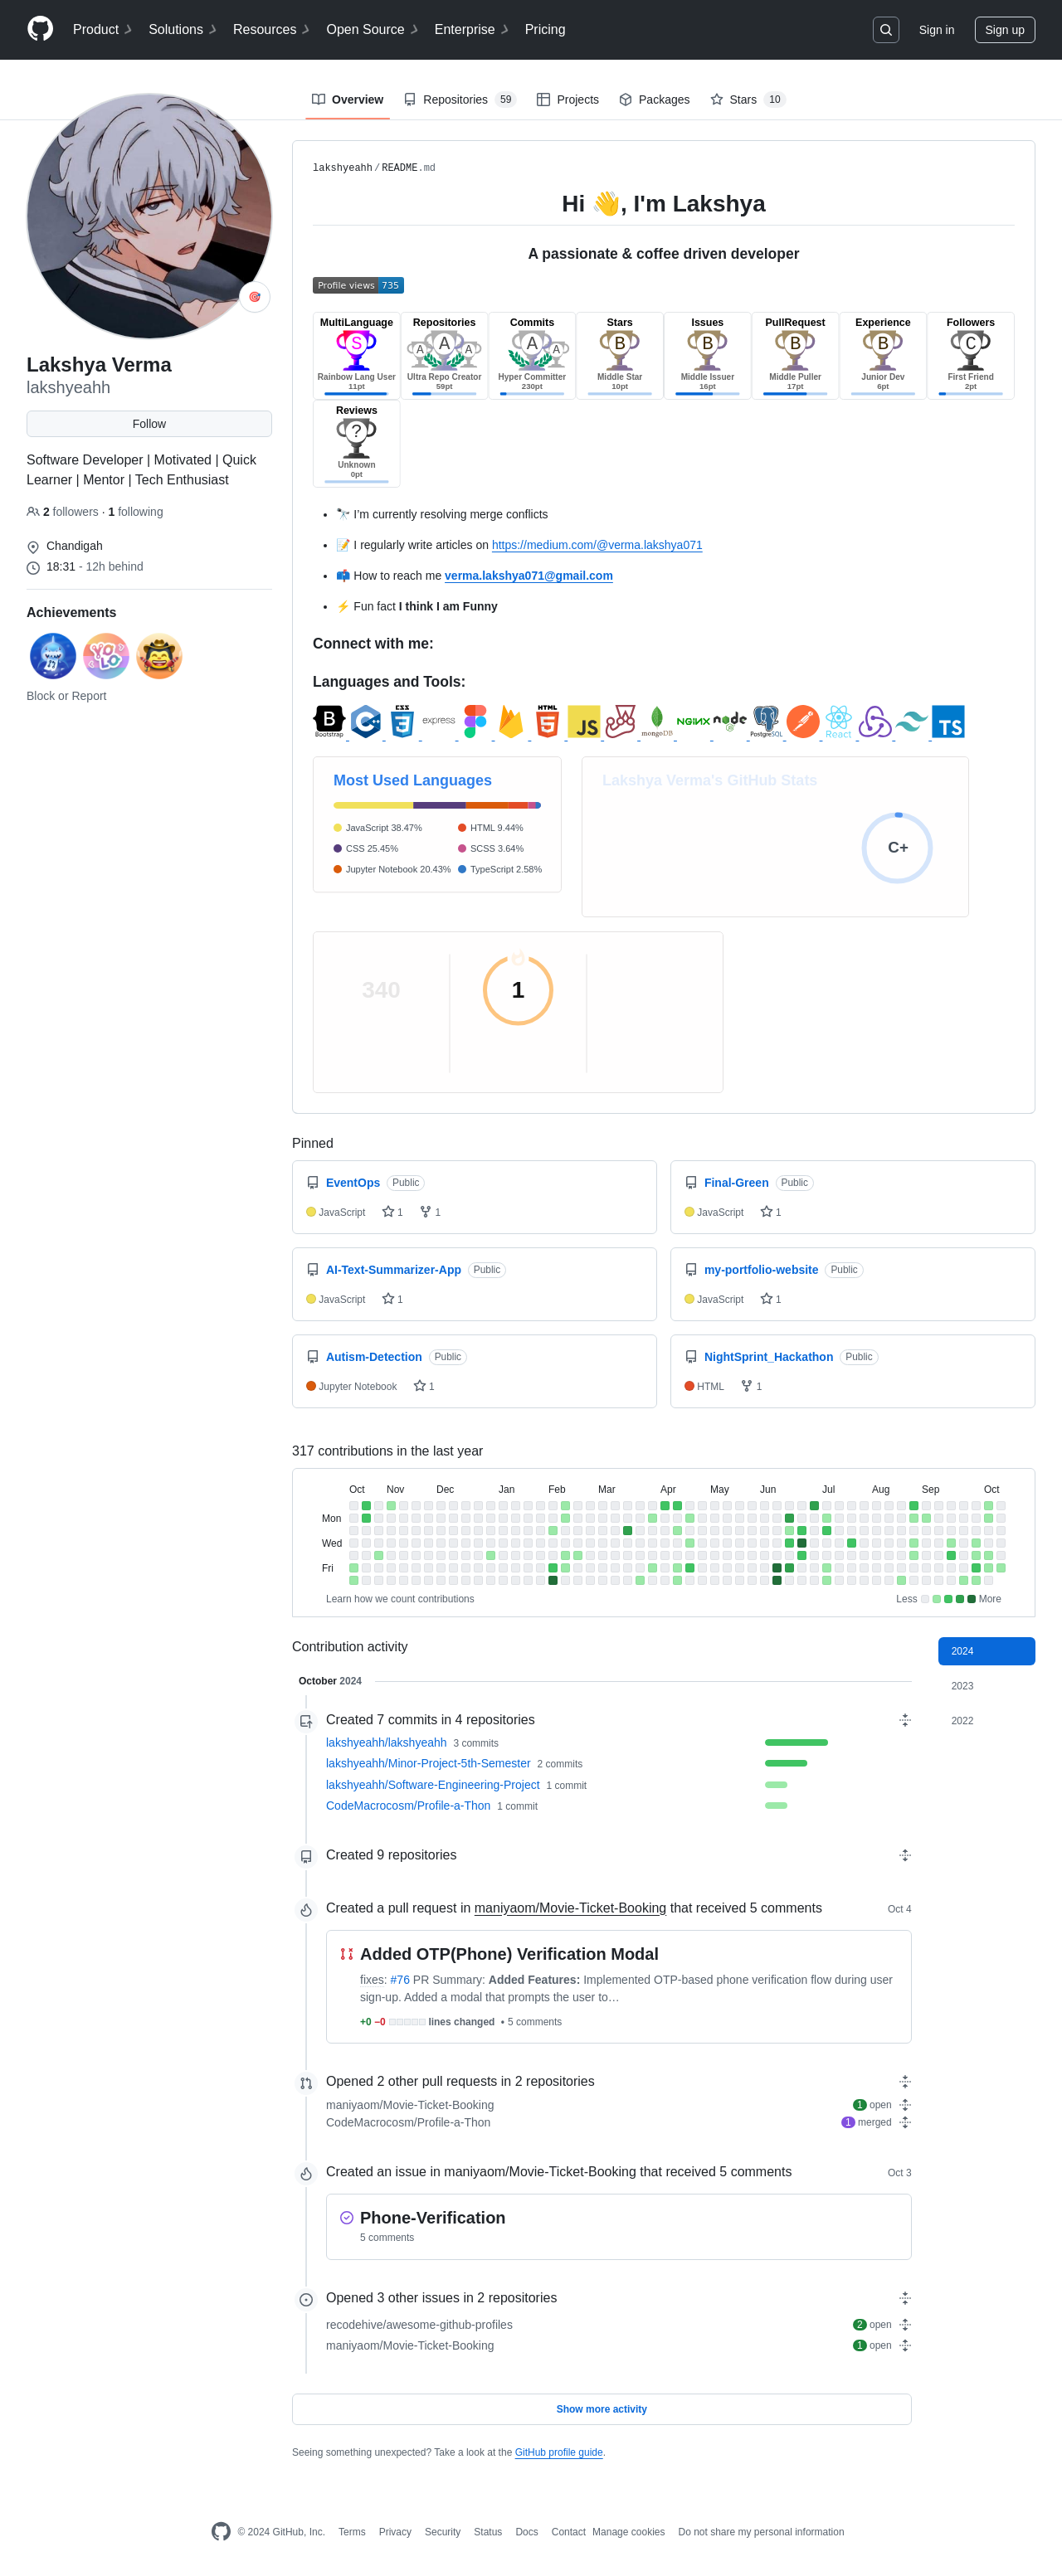 Product Solutions Resources Open Source Enterprise Pricing Sign in Sign up
Overview Repositories 59 Projects Packages Stars 10
lakshyeahh/README.md
Hi 👋, I'm Lakshya
A passionate & coffee driven developer
Profile views 735
MultiLanguage Repositories Commits Stars Issues PullRequest Experience Followers
S A A A A A B B B B C
Rainbow Lang User Ultra Repo Creator Hyper Committer Middle Star Middle Issuer Middle Puller Junior Dev First Friend
11pt 59pt 230pt 10pt 16pt 17pt 6pt 2pt
Reviews
?
Unknown
0pt
Lakshya Verma
lakshyeahh
Follow
Software Developer | Motivated | Quick
Learner | Mentor | Tech Enthusiast
2 followers · 1 following
Chandigah
18:31 - 12h behind
Achievements
YOLO
Block or Report
🔭 I'm currently resolving merge conflicts
📝 I regularly write articles on https://medium.com/@verma.lakshya071
📫 How to reach me verma.lakshya071@gmail.com
⚡ Fun fact I think I am Funny
Connect with me:
Languages and Tools:
B Bootstrap C++ CSS 3 express HTML 5 JS mongoDB NGINX node JS PostgreSQL React TS
Most Used Languages
JavaScript 38.47% HTML 9.44%
CSS 25.45% SCSS 3.64%
Jupyter Notebook 20.43% TypeScript 2.58%
Lakshya Verma's GitHub Stats
C+
340 1
Pinned
EventOps Public
JavaScript 1 1
Final-Green Public
JavaScript 1
AI-Text-Summarizer-App Public
JavaScript 1
my-portfolio-website Public
JavaScript 1
Autism-Detection Public
Jupyter Notebook 1
NightSprint_Hackathon Public
HTML 1
317 contributions in the last year
Oct Nov Dec Jan Feb Mar Apr May Jun Jul Aug Sep Oct
Mon
Wed
Fri
Learn how we count contributions Less More
Contribution activity
2024
2023
2022
October 2024
Created 7 commits in 4 repositories
lakshyeahh/lakshyeahh 3 commits
lakshyeahh/Minor-Project-5th-Semester 2 commits
lakshyeahh/Software-Engineering-Project 1 commit
CodeMacrocosm/Profile-a-Thon 1 commit
Created 9 repositories
Created a pull request in maniyaom/Movie-Ticket-Booking that received 5 comments Oct 4
Added OTP(Phone) Verification Modal
fixes: #76 PR Summary: Added Features: Implemented OTP-based phone verification flow during user
sign-up. Added a modal that prompts the user to…
+0 −0 lines changed • 5 comments
Opened 2 other pull requests in 2 repositories
maniyaom/Movie-Ticket-Booking 1 open
CodeMacrocosm/Profile-a-Thon 1 merged
Created an issue in maniyaom/Movie-Ticket-Booking that received 5 comments Oct 3
Phone-Verification
5 comments
Opened 3 other issues in 2 repositories
recodehive/awesome-github-profiles 2 open
maniyaom/Movie-Ticket-Booking 1 open
Show more activity
Seeing something unexpected? Take a look at the GitHub profile guide.
© 2024 GitHub, Inc. Terms Privacy Security Status Docs Contact Manage cookies Do not share my personal information